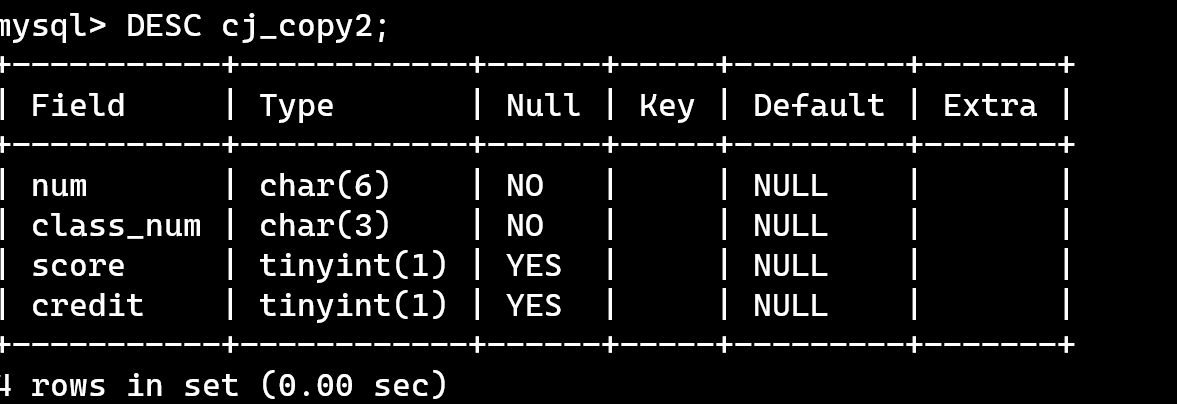 mysql> DESC cj_copy2;
+-----------+------------+------+-----+---------+-------+
| Field     | Type       | Null | Key | Default | Extra |
+-----------+------------+------+-----+---------+-------+
| num       | char(6)    | NO   |     | NULL    |       |
| class_num | char(3)    | NO   |     | NULL    |       |
| score     | tinyint(1) | YES  |     | NULL    |       |
| credit    | tinyint(1) | YES  |     | NULL    |       |
+-----------+------------+------+-----+---------+-------+
4 rows in set (0.00 sec)